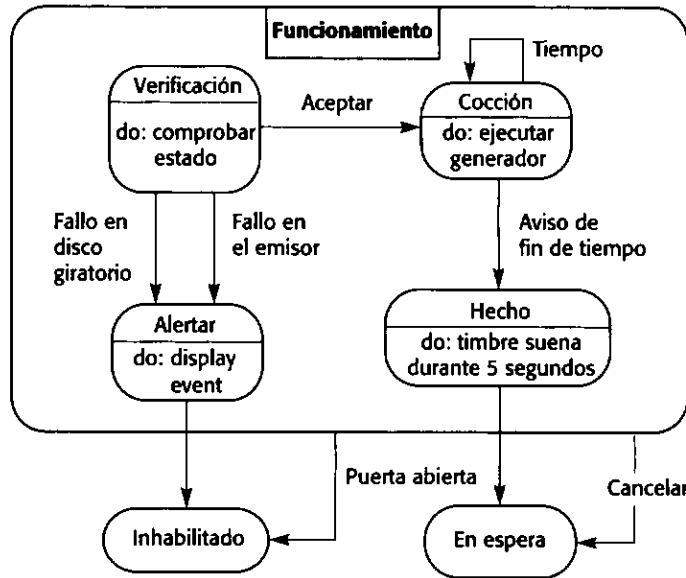 Funcionamiento
Tiempo
Verificación
do: comprobar
estado
Aceptar
Cocción
do: ejecutar
generador
Fallo en
disco
giratorio
Fallo en
el emisor
Aviso de
fin de tiempo
Alertar
do: display
event
Hecho
do: timbre suena
durante 5 segundos
Puerta abierta
Cancelar
Inhabilitado
En espera